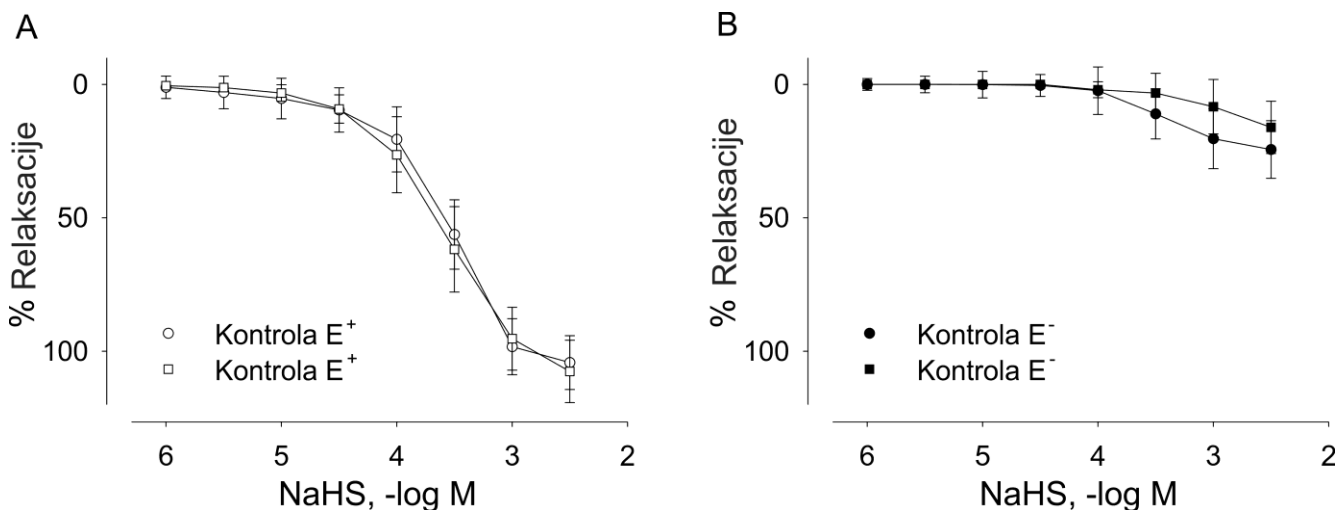 A
% Relaksacije
0
50
100
Kontrola E⁺
Kontrola E⁺
6 5 4 3 2
NaHS, -log M
B
% Relaksacije
0
50
100
Kontrola E⁻
Kontrola E⁻
6 5 4 3 2
NaHS, -log M